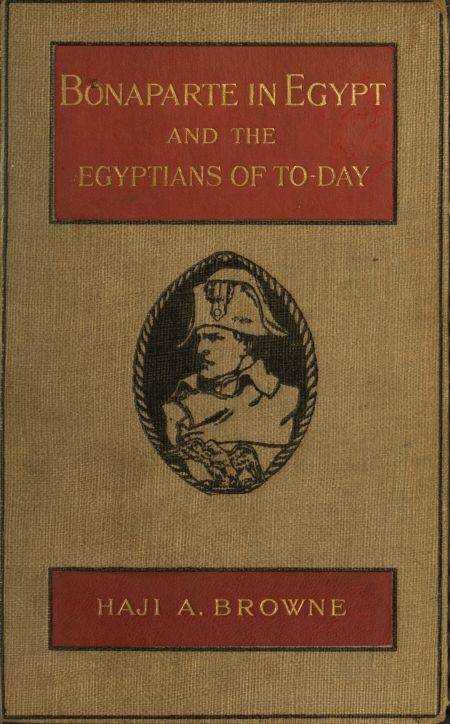 BONAPARTE IN EGYPT
AND THE
EGYPTIANS OF TO-DAY
HAJI A. BROWNE